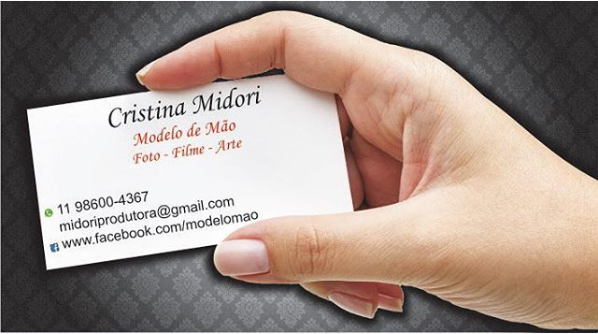 Cristina Midori
Modelo de Mão
Foto - Filme - Arte
11 98600-4367
midoriprodutora@gmail.com
www.facebook.com/modelomao